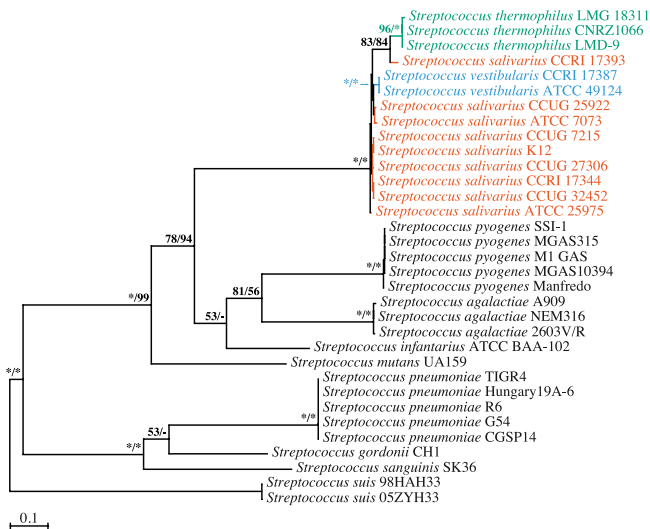 Streptococcus thermophilus LMG 18311
96/*
Streptococcus thermophilus CNRZ1066
83/84
Streptococcus thermophilus LMD-9
Streptococcus salivarius CCRI 17393
Streptococcus vestibularis CCRI 17387
*/*
Streptococcus vestibularis ATCC 49124
Streptococcus salivarius CCUG 25922
Streptococcus salivarius ATCC 7073
Streptococcus salivarius CCUG 7215
Streptococcus salivarius K12
*/*
Streptococcus salivarius CCUG 27306
Streptococcus salivarius CCRI 17344
Streptococcus salivarius CCUG 32452
Streptococcus salivarius ATCC 25975
Streptococcus pyogenes SSI-1
78/94
Streptococcus pyogenes MGAS315
Streptococcus pyogenes M1 GAS
*/*
Streptococcus pyogenes MGAS10394
Streptococcus pyogenes Manfredo
81/56
*/99
Streptococcus agalactiae A909
53/-
*/*
Streptococcus agalactiae NEM316
Streptococcus agalactiae 2603V/R
Streptococcus infantarius ATCC BAA-102
Streptococcus mutans UA159
*/*
Streptococcus pneumoniae TIGR4
Streptococcus pneumoniae Hungary19A-6
Streptococcus pneumoniae R6
*/*
Streptococcus pneumoniae G54
53/-
Streptococcus pneumoniae CGSP14
*/*
Streptococcus gordonii CH1
Streptococcus sanguinis SK36
Streptococcus suis 98HAH33
Streptococcus suis 05ZYH33
0.1